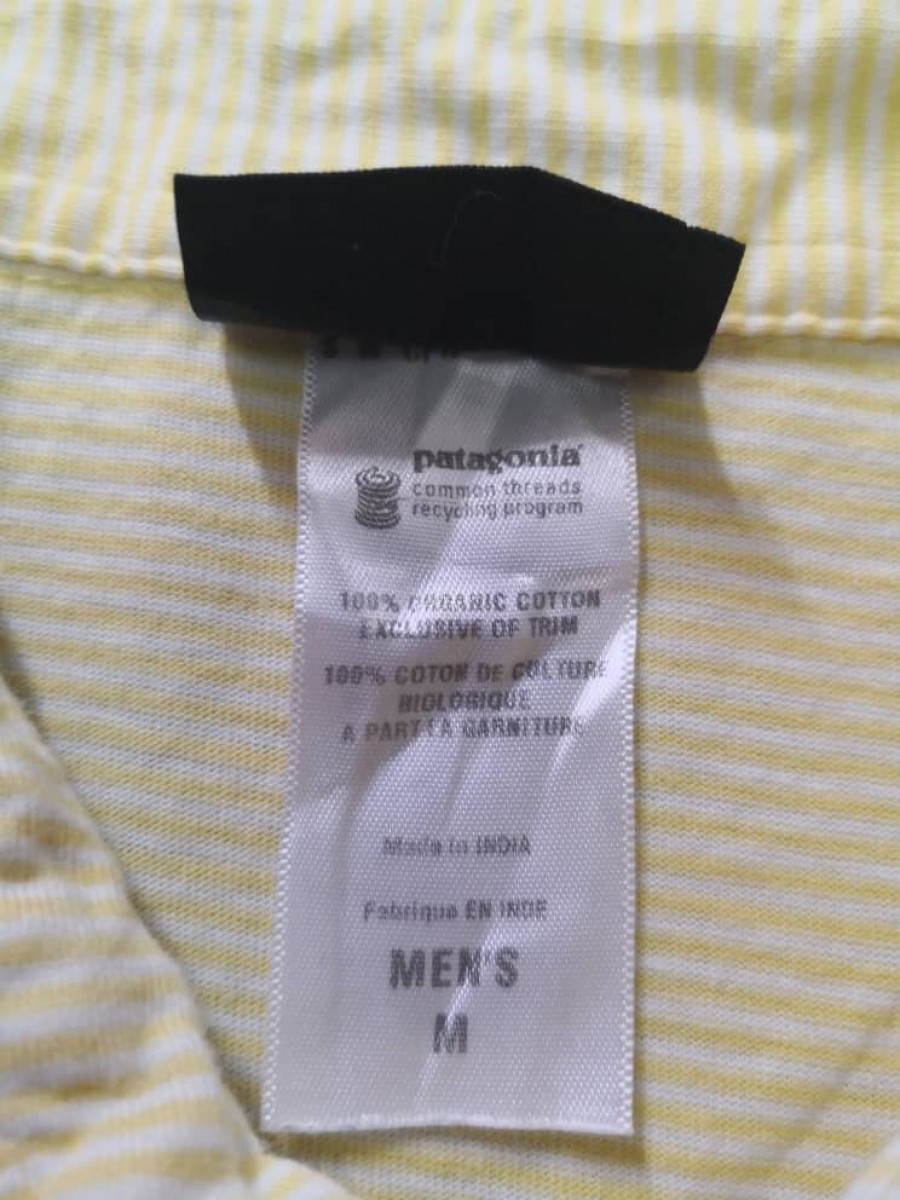 patagonia
common threads
recycling program
100% ORGANIC COTTON
EXCLUSIVE OF TRIM
100% COTON DE CULTURE
BIOLOGIQUE
A PART LA GARNITURE
Made in INDIA
Fabrique EN INDE
MEN'S
M